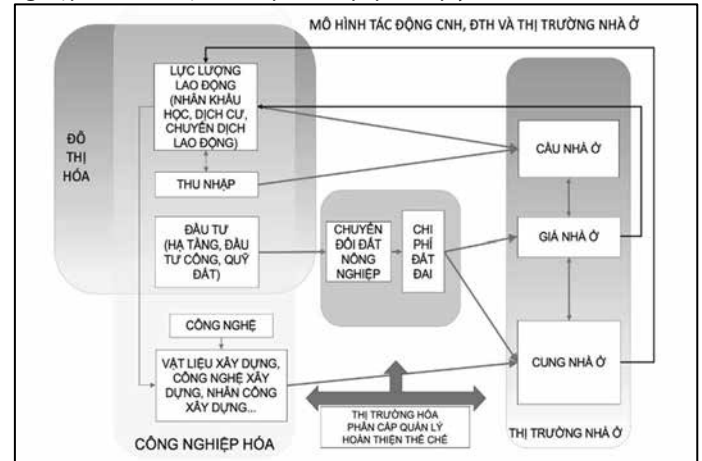 MÔ HÌNH TÁC ĐỘNG CNH, ĐTH VÀ THỊ TRƯỜNG NHÀ Ở
LỰC LƯỢNG
LAO ĐỘNG
(NHÂN KHẨU
HỌC, DỊCH CƯ,
CHUYỂN DỊCH
LAO ĐỘNG)
ĐÔ
THỊ
HÓA
THU NHẬP
ĐẦU TƯ
(HẠ TẦNG, ĐẦU
TƯ CÔNG, QUỸ
ĐẤT)
CHUYỂN
ĐỔI ĐẤT
NÔNG
NGHIỆP
CHI
PHÍ
ĐẤT
ĐAI
CẦU NHÀ Ở
GIÁ NHÀ Ở
CUNG NHÀ Ở
CÔNG NGHỆ
VẬT LIỆU XÂY DỰNG,
CÔNG NGHỆ XÂY
DỰNG, NHÂN CÔNG
XÂY DỰNG...
THỊ TRƯỜNG HÓA
PHÂN CẤP QUẢN LÝ
HOÀN THIỆN THỂ CHẾ
CÔNG NGHIỆP HÓA
THỊ TRƯỜNG NHÀ Ở